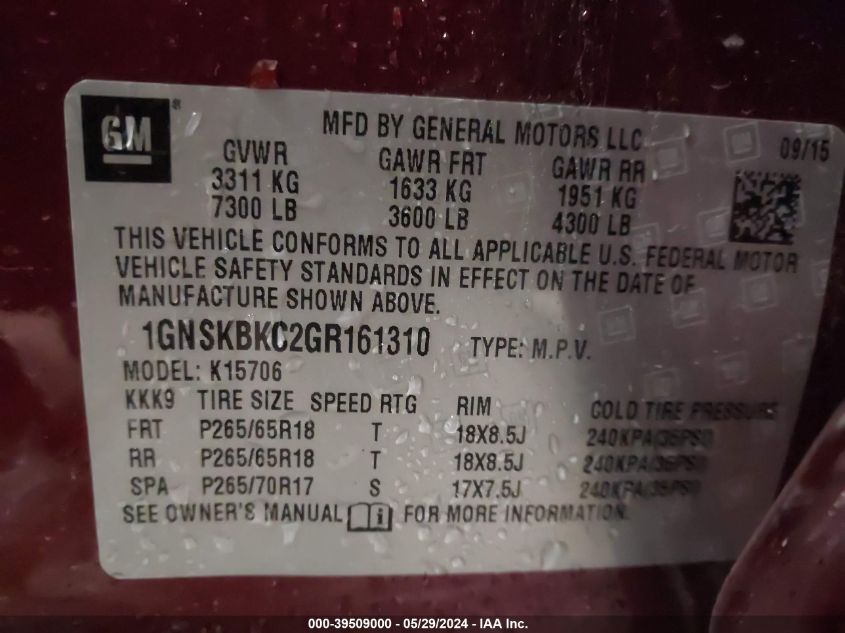 GM ®
MFD BY GENERAL MOTORS LLC
09/15
GVWR GAWR FRT GAWR RR
3311 KG 1633 KG 1951 KG
7300 LB 3600 LB 4300 LB
THIS VEHICLE CONFORMS TO ALL APPLICABLE U.S. FEDERAL MOTOR
VEHICLE SAFETY STANDARDS IN EFFECT ON THE DATE OF
MANUFACTURE SHOWN ABOVE.
1GNSKBKC2GR161310 TYPE: M.P.V.
MODEL: K15706
KKK9 TIRE SIZE SPEED RTG RIM COLD TIRE PRESSURE
FRT P265/65R18 T 18X8.5J 240KPA(35PSI)
RR P265/65R18 T 18X8.5J 240KPA(35PSI)
SPA P265/70R17 S 17X7.5J 240KPA(35PSI)
SEE OWNER'S MANUAL i FOR MORE INFORMATION.
000-39509000 - 05/29/2024 - IAA Inc.